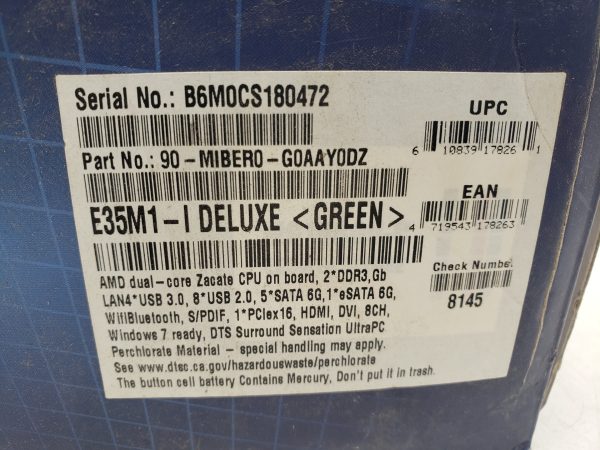 Serial No.: B6M0CS180472
UPC
6 10839 17826 1
Part No.: 90-MIBER0-G0AAY0DZ
EAN
4 719543 178263
E35M1-I DELUXE <GREEN>
Check Number
8145
AMD dual-core Zacate CPU on board, 2*DDR3,Gb
LAN4*USB 3.0, 8*USB 2.0, 5*SATA 6G,1*eSATA 6G,
WifiBluetooth, S/PDIF, 1*PCIex16, HDMI, DVI, 8CH,
Windows 7 ready, DTS Surround Sensation UltraPC
Perchlorate Material - special handling may apply.
See www.dtsc.ca.gov/hazardouswaste/perchlorate
The button cell battery Contains Mercury, Don't put it in trash.